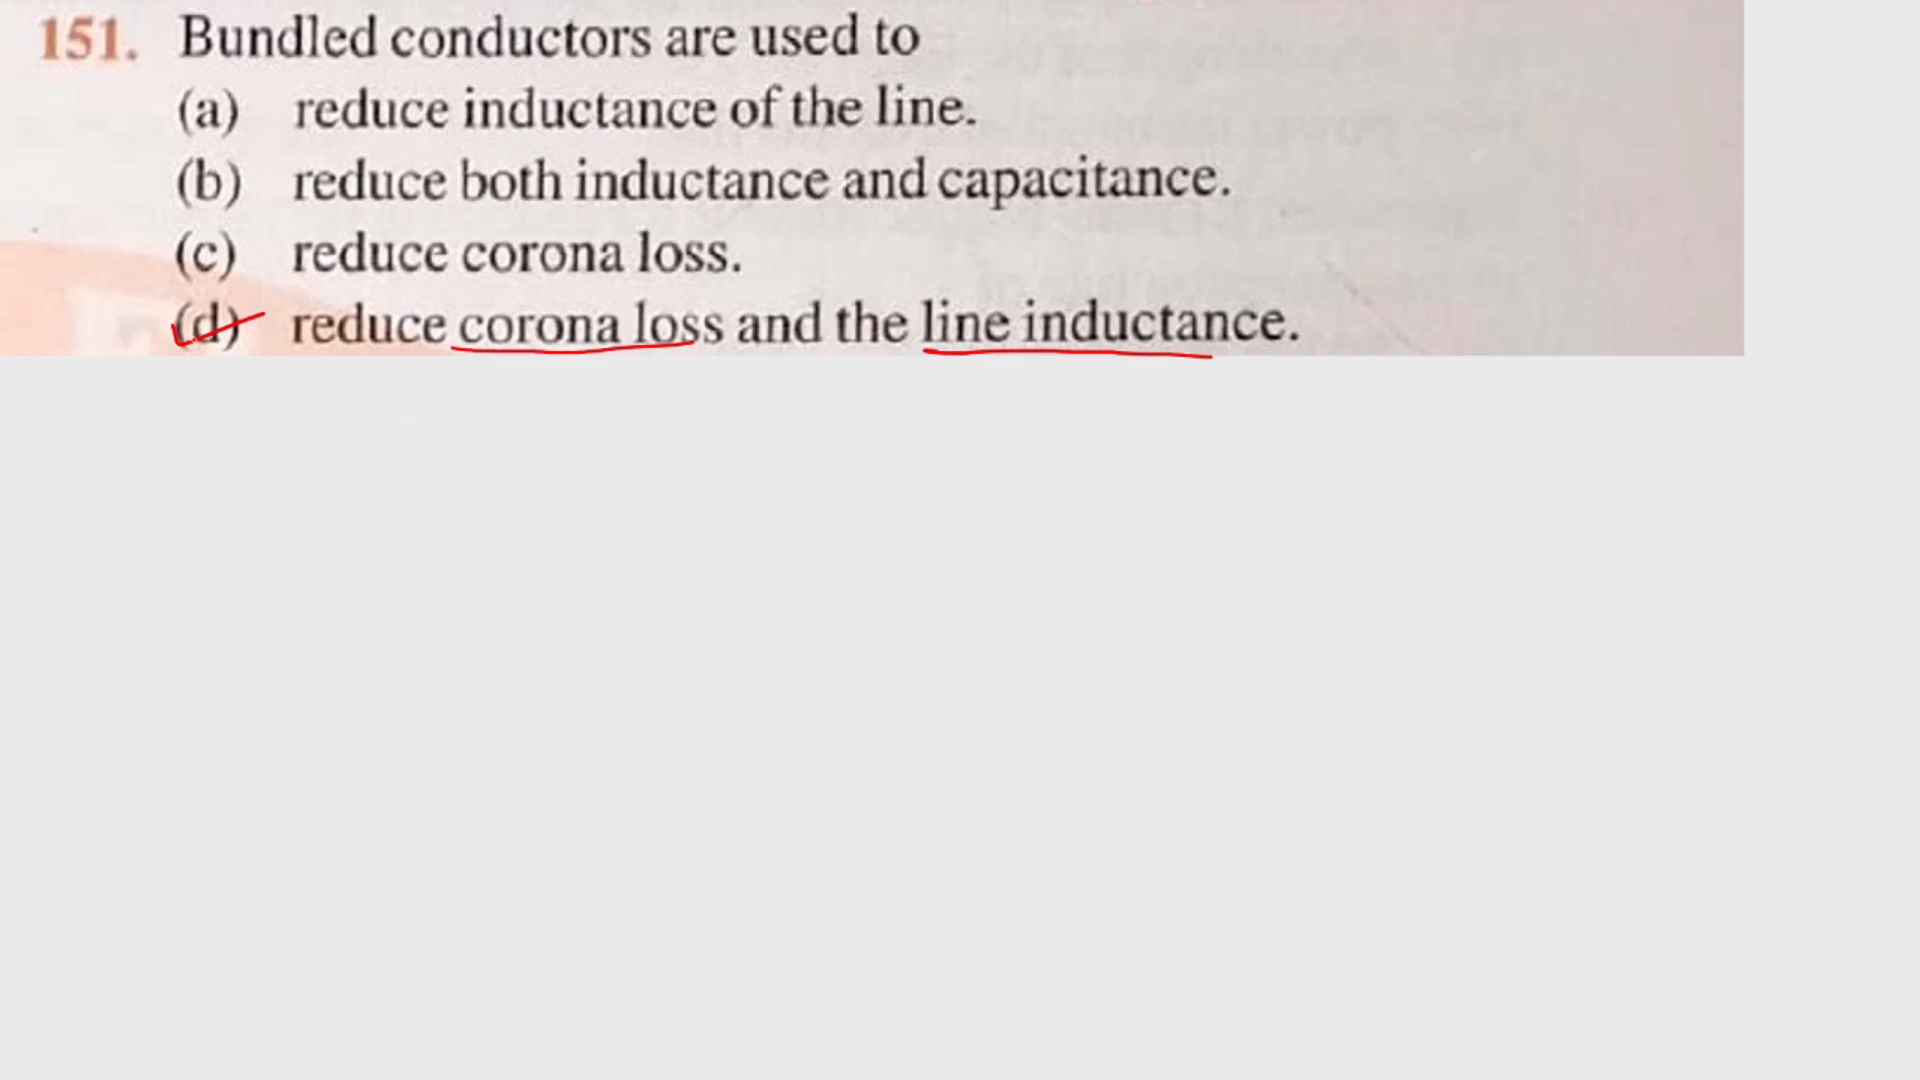 151. Bundled conductors are used to
(a) reduce inductance of the line.
(b) reduce both inductance and capacitance.
(c) reduce corona loss.
(d) reduce corona loss and the line inductance.